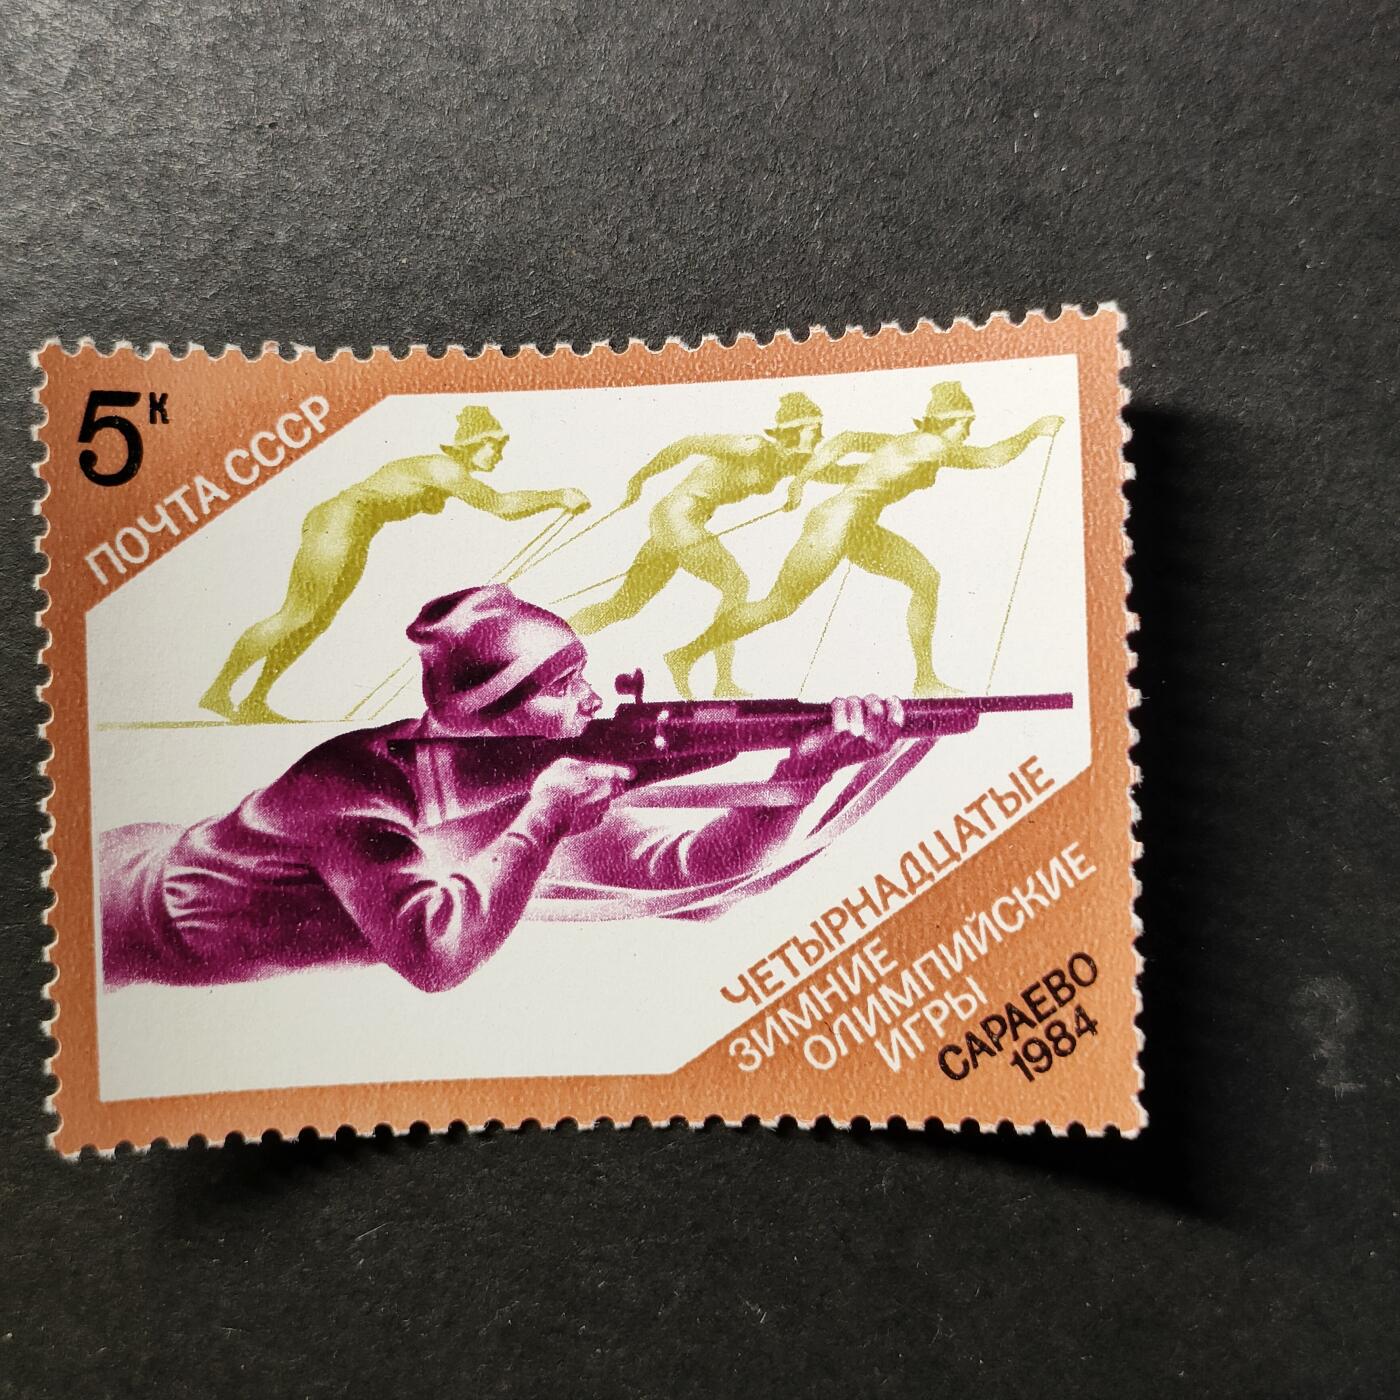 5К
ПОЧТА СССР
ЧЕТЫРНАДЦАТЫЕ
ЗИМНИЕ
ОЛИМПИЙСКИЕ
ИГРЫ
САРАЕВО
1984